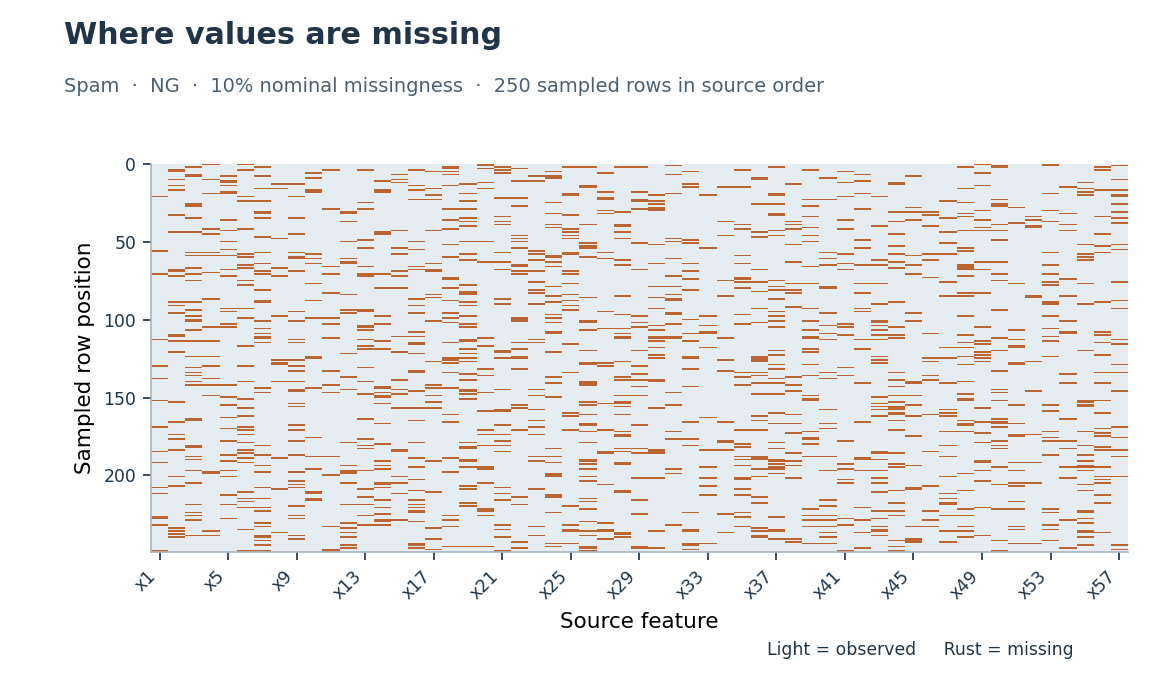 Where values are missing
Spam · NG · 10% nominal missingness · 250 sampled rows in source order
0
50
100
150
200
Sampled row position
x1 x5 x9 x13 x17 x21 x25 x29 x33 x37 x41 x45 x49 x53 x57
Source feature
Light = observed Rust = missing